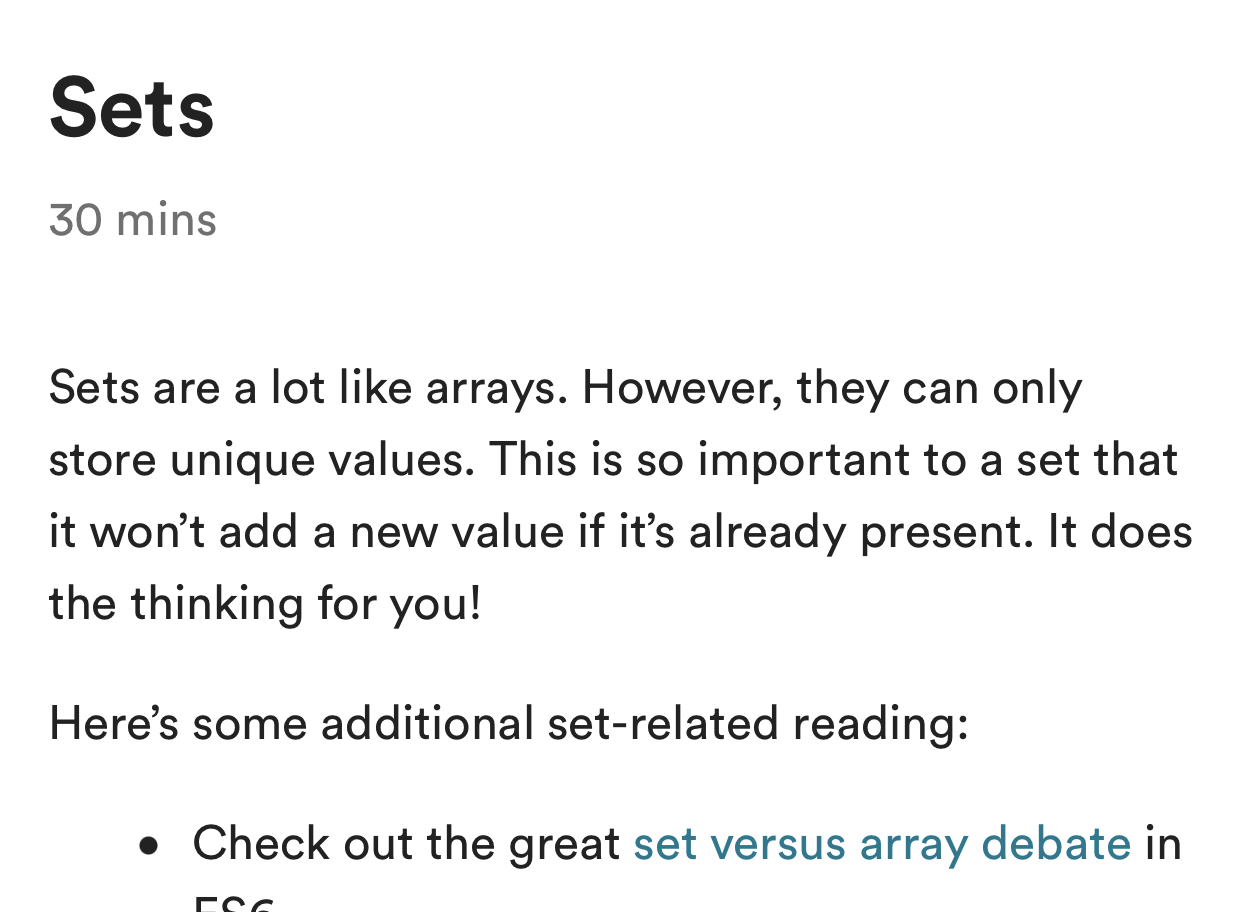 Sets
30 mins
Sets are a lot like arrays. However, they can only
store unique values. This is so important to a set that
it won’t add a new value if it’s already present. It does
the thinking for you!
Here’s some additional set-related reading:
• Check out the great set versus array debate in
ES6